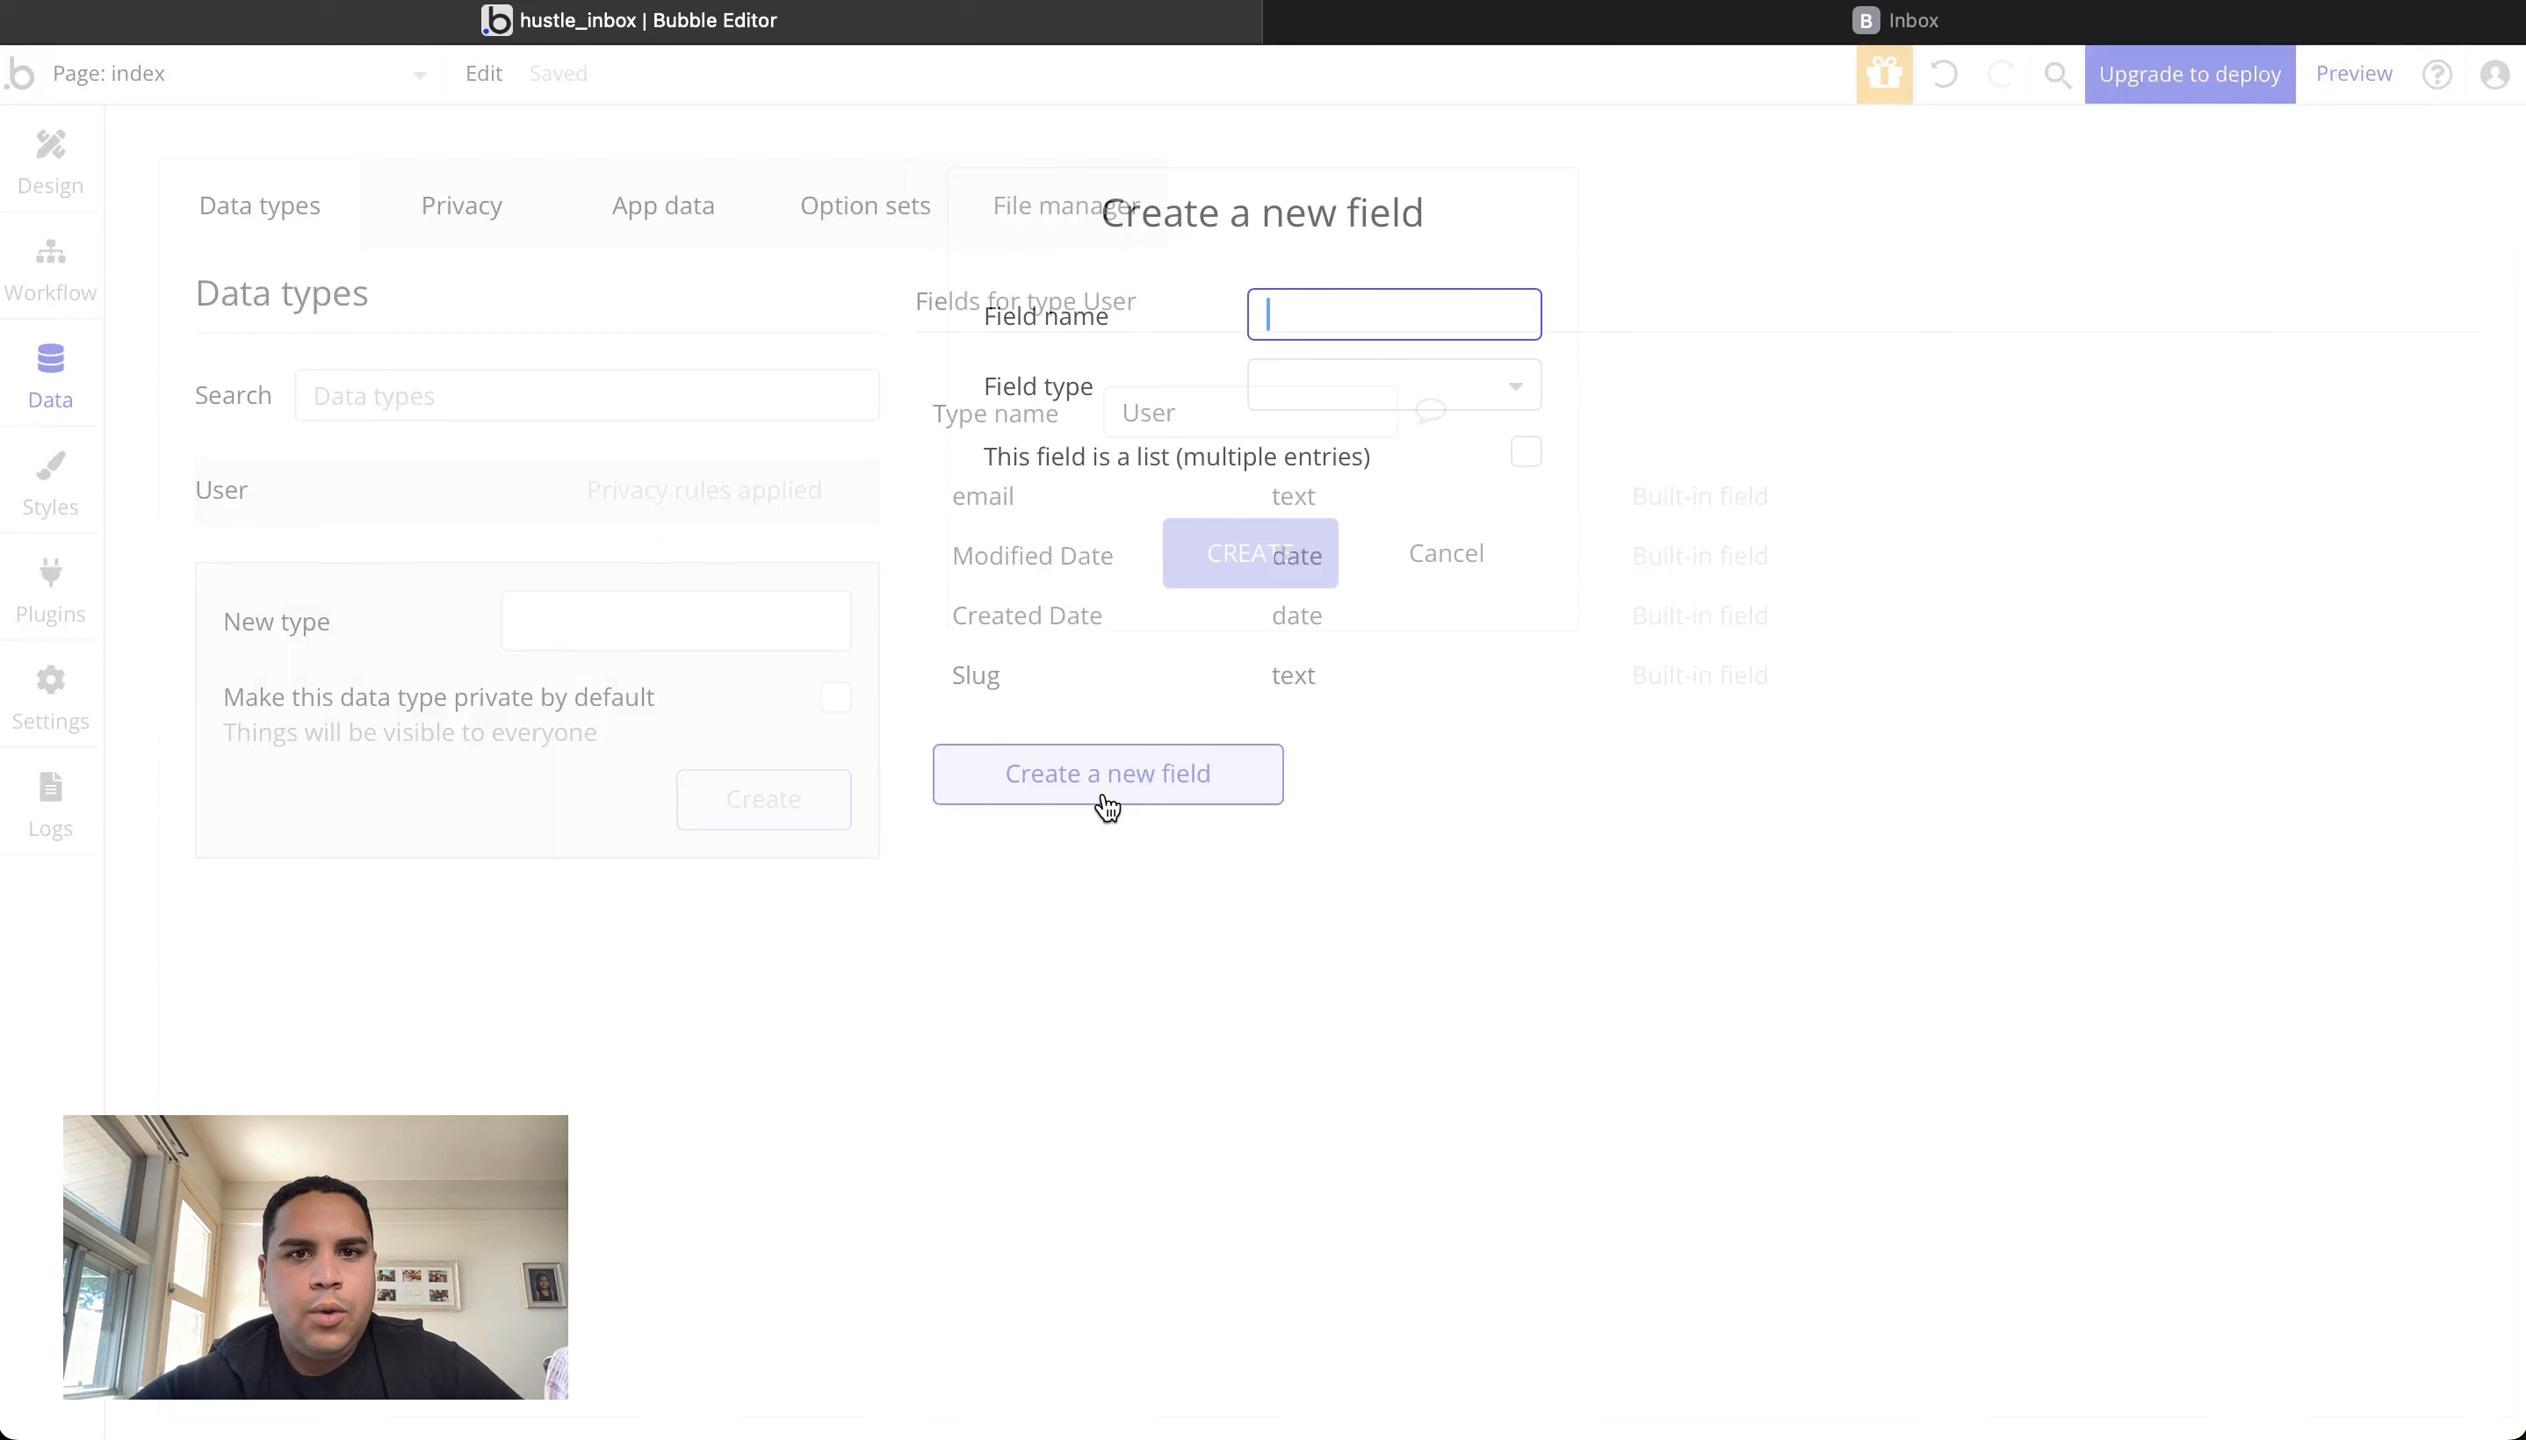 hustle_inbox | Bubble Editor
B Inbox
Page: index
Edit
Saved
Upgrade to deploy
Preview
Design
Workflow
Data
Styles
Plugins
Settings
Logs
Data types
Privacy
App data
Option sets
File manager
Data types
Search
Data types
User
Privacy rules applied
New type
Make this data type private by default
Things will be visible to everyone
Create
Fields for type User
Type name
User
email
text
Built-in field
Modified Date
date
Built-in field
Created Date
date
Built-in field
Slug
text
Built-in field
Create a new field
Create a new field
Field name
Field type
This field is a list (multiple entries)
CREATE
Cancel